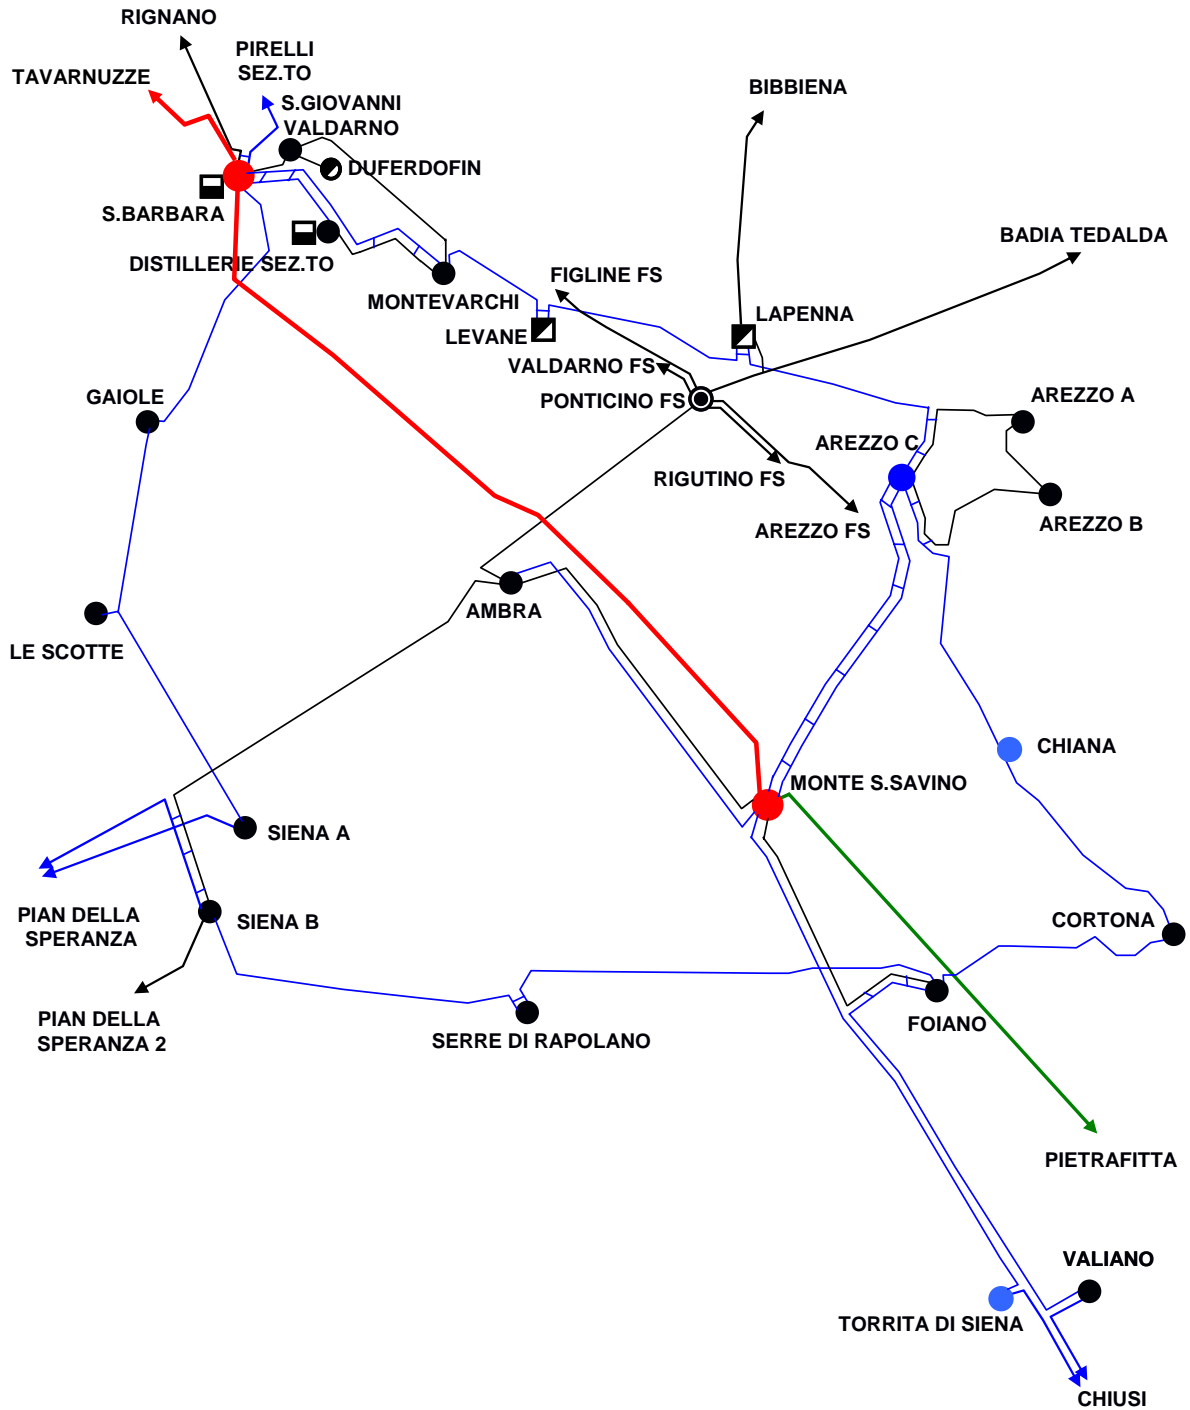 RIGNANO
PIRELLI
SEZ.TO
TAVARNUZZE
BIBBIENA
S.GIOVANNI
VALDARNO
DUFERDOFIN
S.BARBARA
BADIA TEDALDA
DISTILLERIE SEZ.TO
FIGLINE FS
MONTEVARCHI
LAPENNA
LEVANE
VALDARNO FS
GAIOLE
PONTICINO FS
AREZZO A
AREZZO C
RIGUTINO FS
AREZZO B
AREZZO FS
AMBRA
LE SCOTTE
CHIANA
MONTE S.SAVINO
SIENA A
PIAN DELLA
SPERANZA
SIENA B
CORTONA
PIAN DELLA
SPERANZA 2
SERRE DI RAPOLANO
FOIANO
PIETRAFITTA
VALIANO
TORRITA DI SIENA
CHIUSI